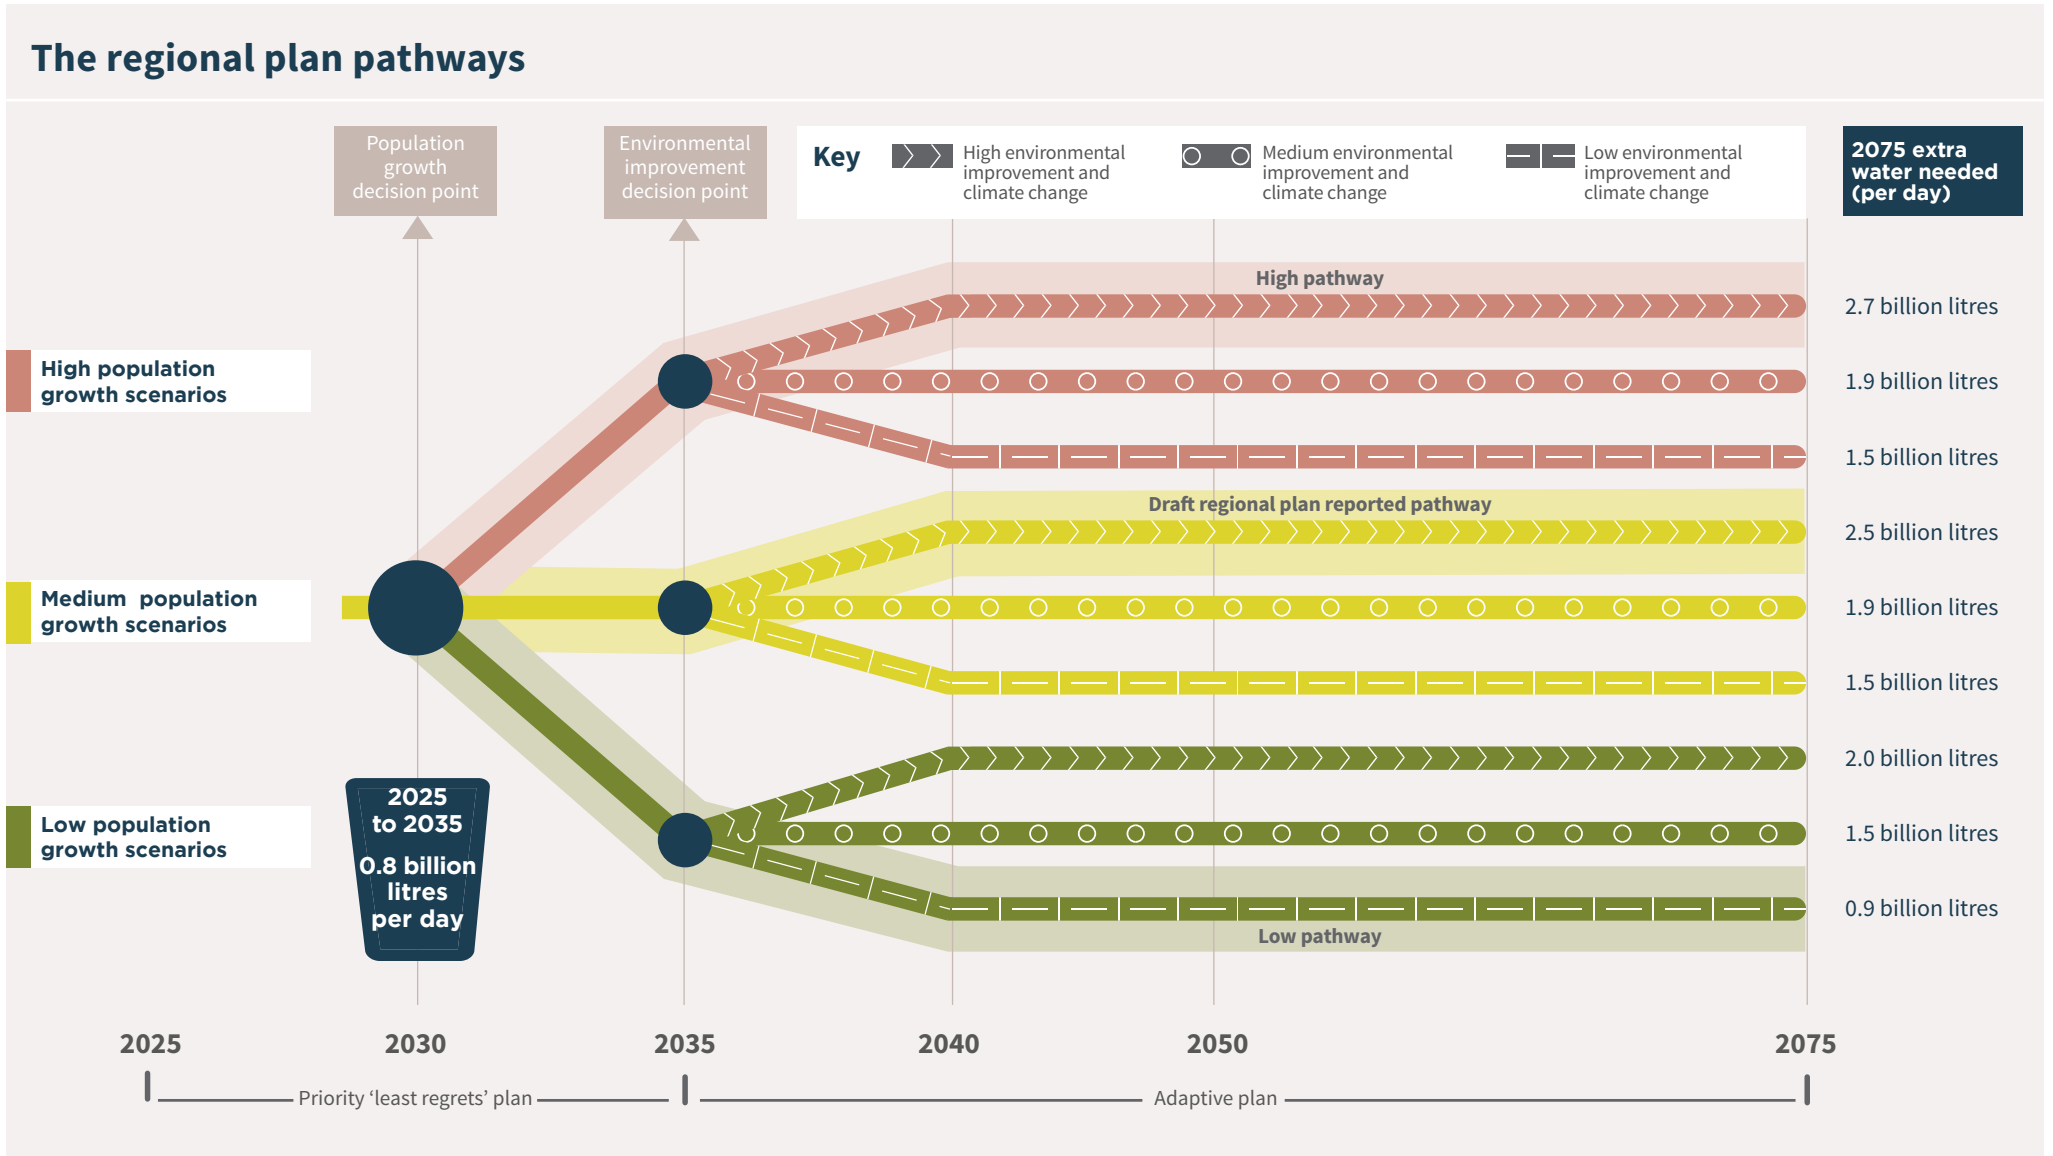 The regional plan pathways
Population
growth
decision point
Environmental
improvement
decision point
Key
High environmental
improvement and
climate change
Medium environmental
improvement and
climate change
Low environmental
improvement and
climate change
2075 extra
water needed
(per day)
High pathway
2.7 billion litres
High population
growth scenarios
1.9 billion litres
1.5 billion litres
Draft regional plan reported pathway
2.5 billion litres
Medium population
growth scenarios
1.9 billion litres
1.5 billion litres
2.0 billion litres
Low population
growth scenarios
1.5 billion litres
0.9 billion litres
Low pathway
2025
to 2035
0.8 billion
litres
per day
2025
2030
2035
2040
2050
2075
Priority ‘least regrets’ plan
Adaptive plan